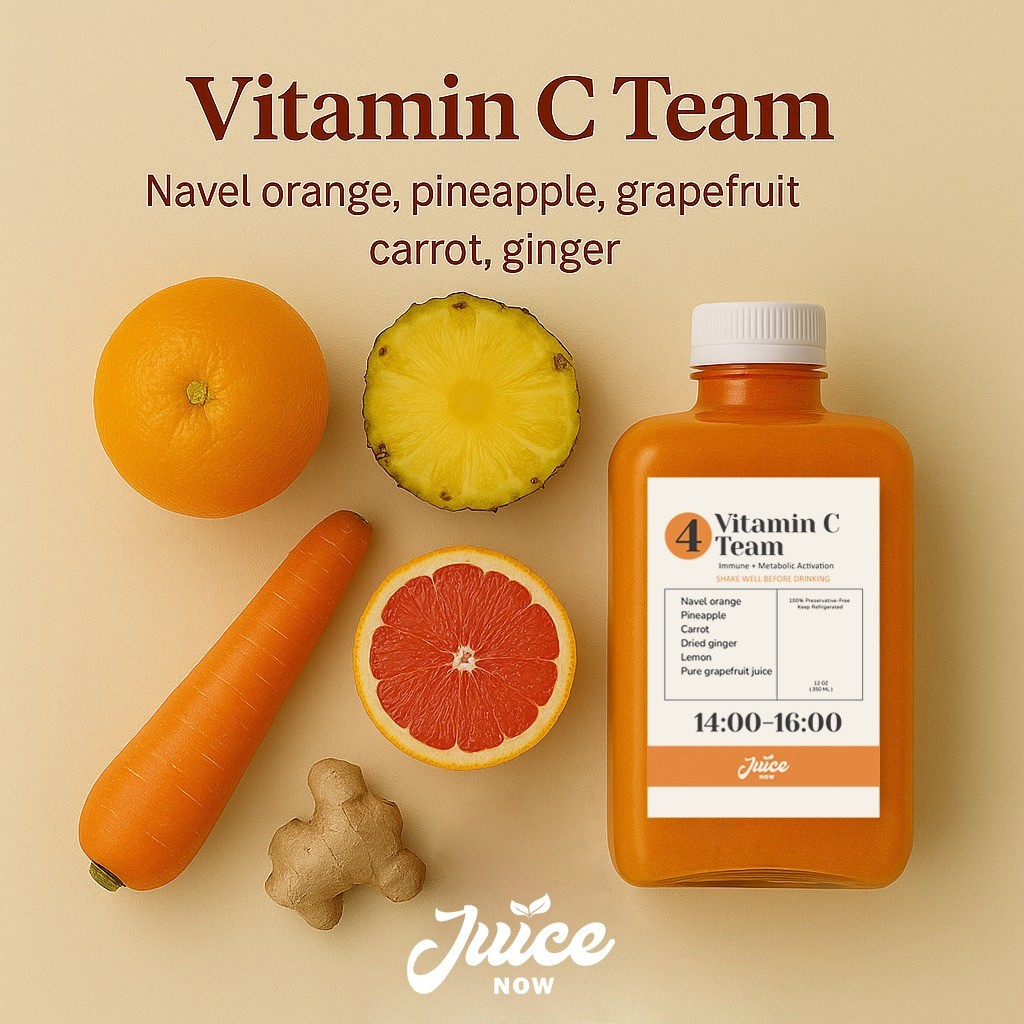 Vitamin C Team
Navel orange, pineapple, grapefruit
carrot, ginger
4
Vitamin C
Team
Immune + Metabolic Activation
SHAKE WELL BEFORE DRINKING
Navel orange
Pineapple
Carrot
Dried ginger
Lemon
Pure grapefruit juice
100% Preservative-Free
Keep Refrigerated
12 OZ
(350 ML)
14:00-16:00
Juice
NOW
Juice
NOW